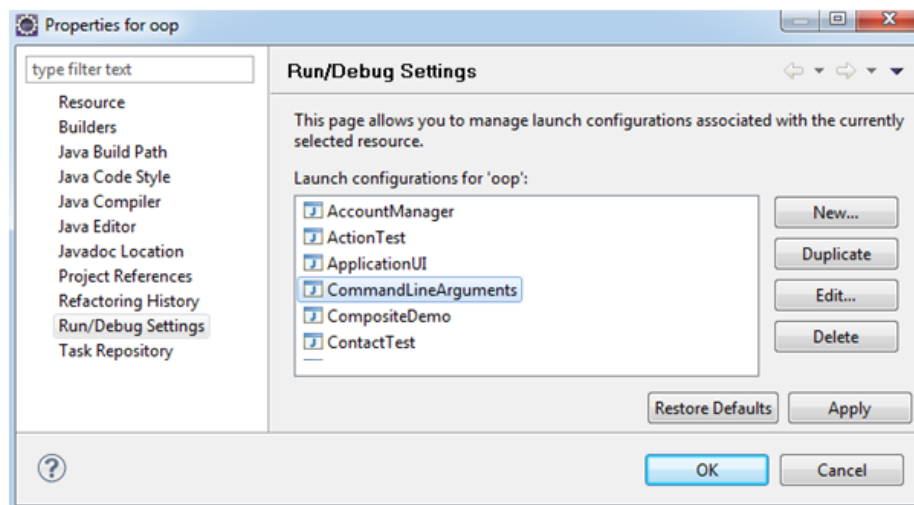 Properties for oop
type filter text
Resource
Builders
Java Build Path
Java Code Style
Java Compiler
Java Editor
Javadoc Location
Project References
Refactoring History
Run/Debug Settings
Task Repository
Run/Debug Settings
This page allows you to manage launch configurations associated with the currently
selected resource.
Launch configurations for 'oop':
AccountManager
ActionTest
ApplicationUI
CommandLineArguments
CompositeDemo
ContactTest
New...
Duplicate
Edit...
Delete
Restore Defaults
Apply
OK
Cancel